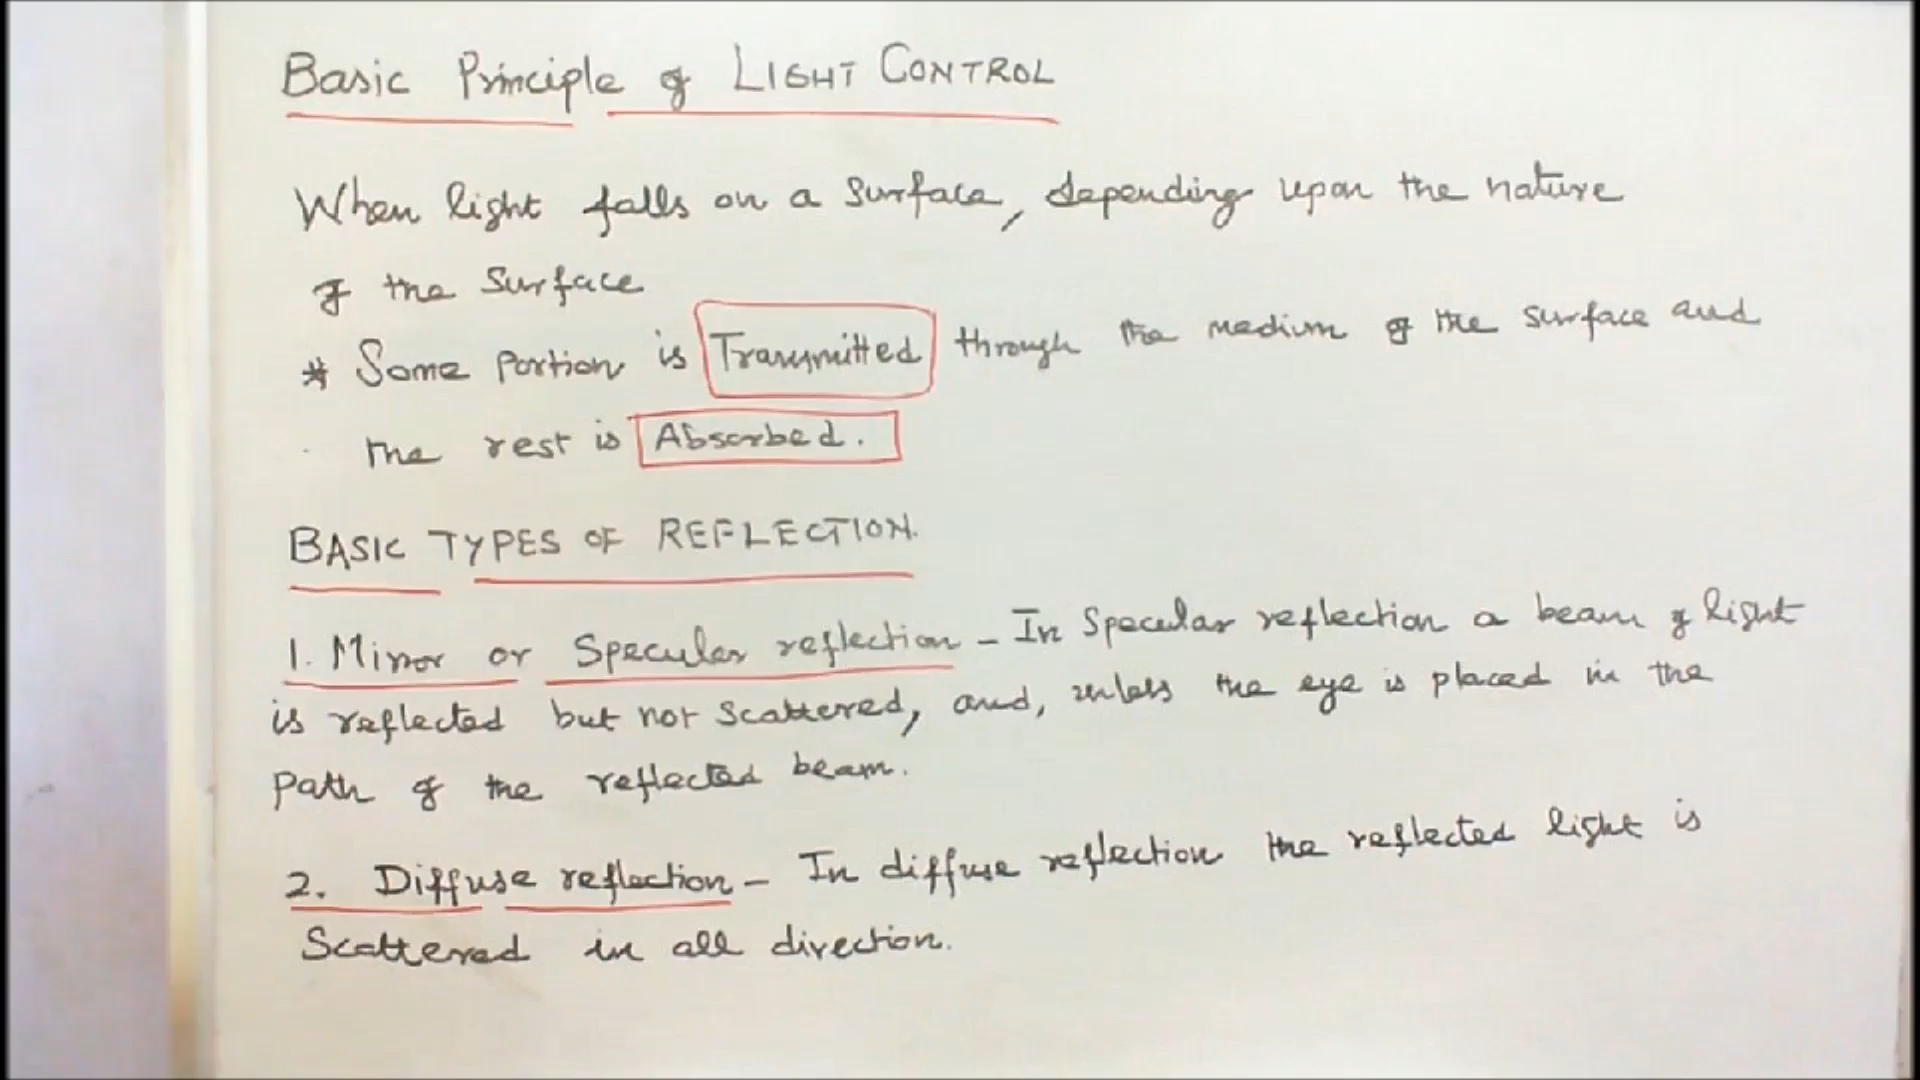 Basic Principle of LIGHT CONTROL
When light falls on a surface, depending upon the nature
of the surface
* Some portion is Transmitted through the medium of the surface and
the rest is Absorbed.
BASIC TYPES OF REFLECTION.
1. Mirror or Specular reflection - In Specular reflection a beam of light
is reflected but not scattered, and, unless the eye is placed in the
path of the reflected beam.
2. Diffuse reflection - In diffuse reflection the reflected light is
Scattered in all direction.